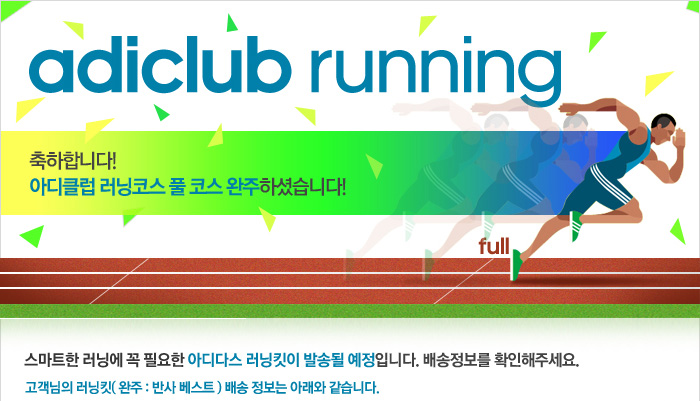 adiclub running
축하합니다!
아디클럽 러닝코스 풀 코스 완주하셨습니다!
full
스마트한 러닝에 꼭 필요한 아디다스 러닝킷이 발송될 예정입니다. 배송정보를 확인해주세요.
고객님의 러닝킷( 완주 : 반사 베스트 ) 배송 정보는 아래와 같습니다.